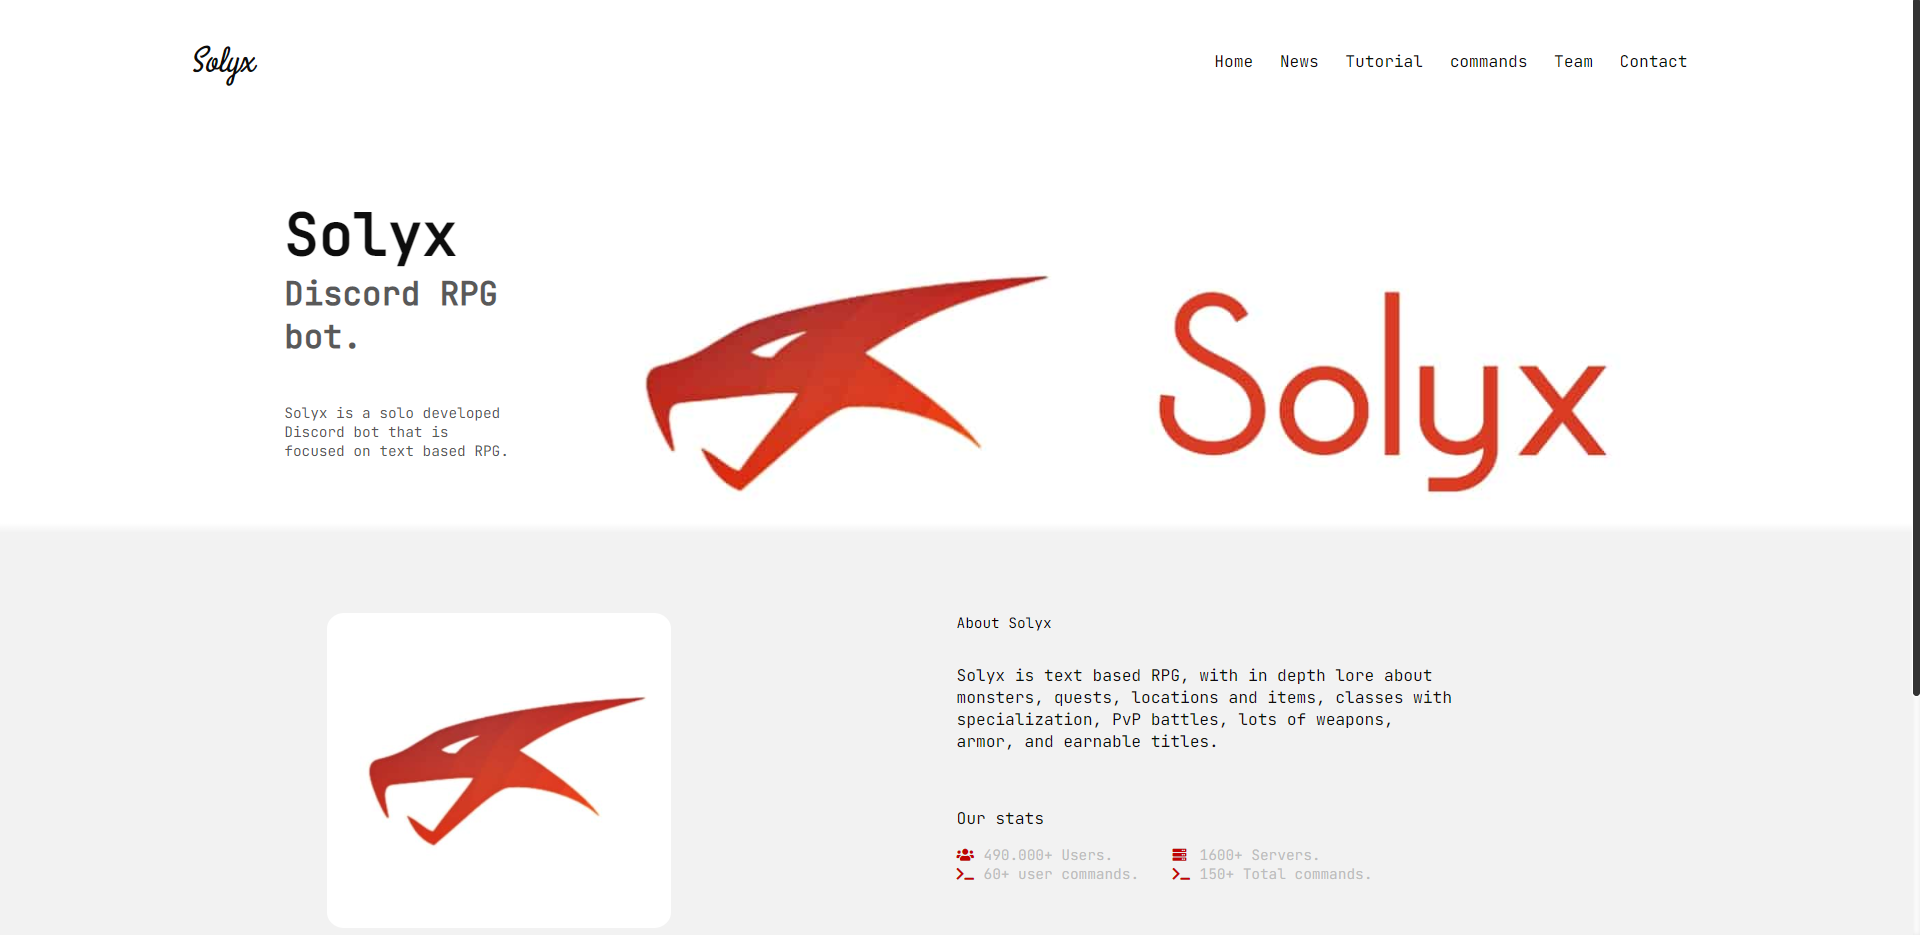 Solyx
Home News Tutorial commands Team Contact
Solyx
Discord RPG
bot.
Solyx is a solo developed
Discord bot that is
focused on text based RPG.
Solyx
About Solyx
Solyx is text based RPG, with in depth lore about
monsters, quests, locations and items, classes with
specialization, PvP battles, lots of weapons,
armor, and earnable titles.
Our stats
490.000+ Users.
1600+ Servers.
60+ user commands.
150+ Total commands.